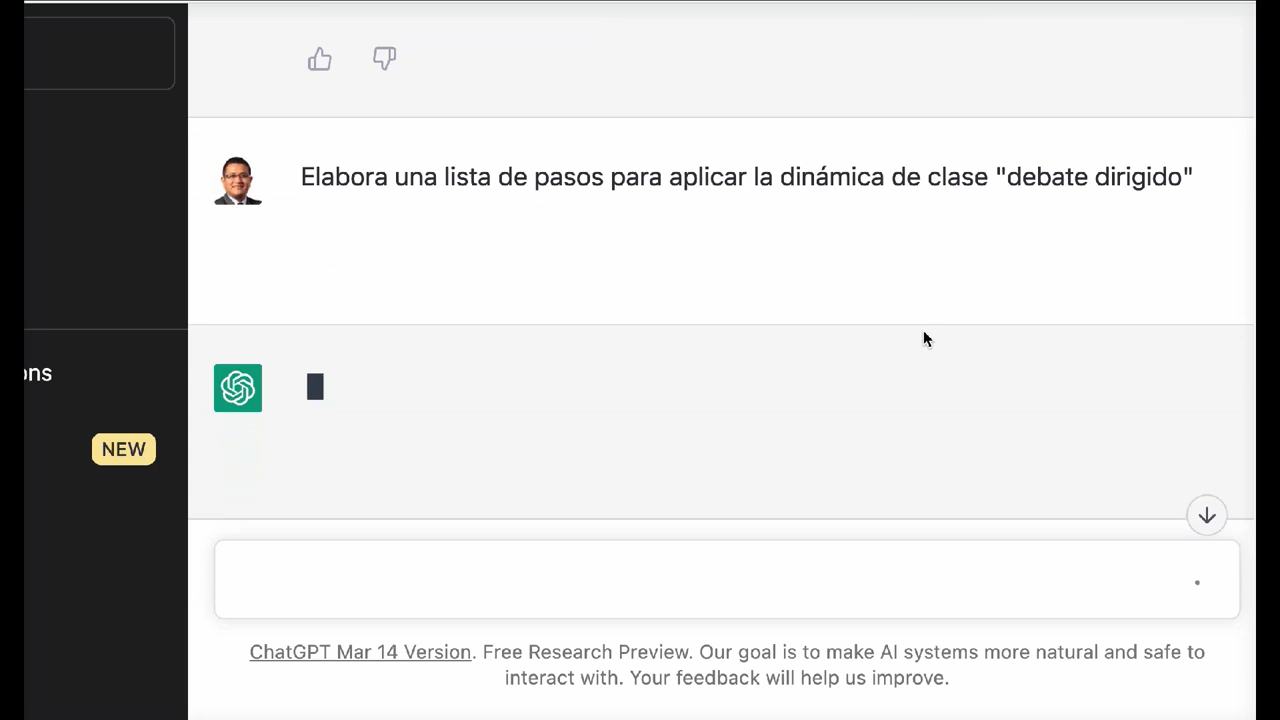 Elabora una lista de pasos para aplicar la dinámica de clase "debate dirigido"
ons
NEW
ChatGPT Mar 14 Version. Free Research Preview. Our goal is to make AI systems more natural and safe to
interact with. Your feedback will help us improve.